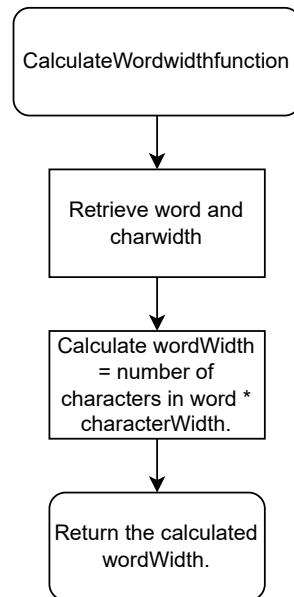 CalculateWordwidthfunction
Retrieve word and
charwidth
Calculate wordWidth
= number of
characters in word *
characterWidth.
Return the calculated
wordWidth.